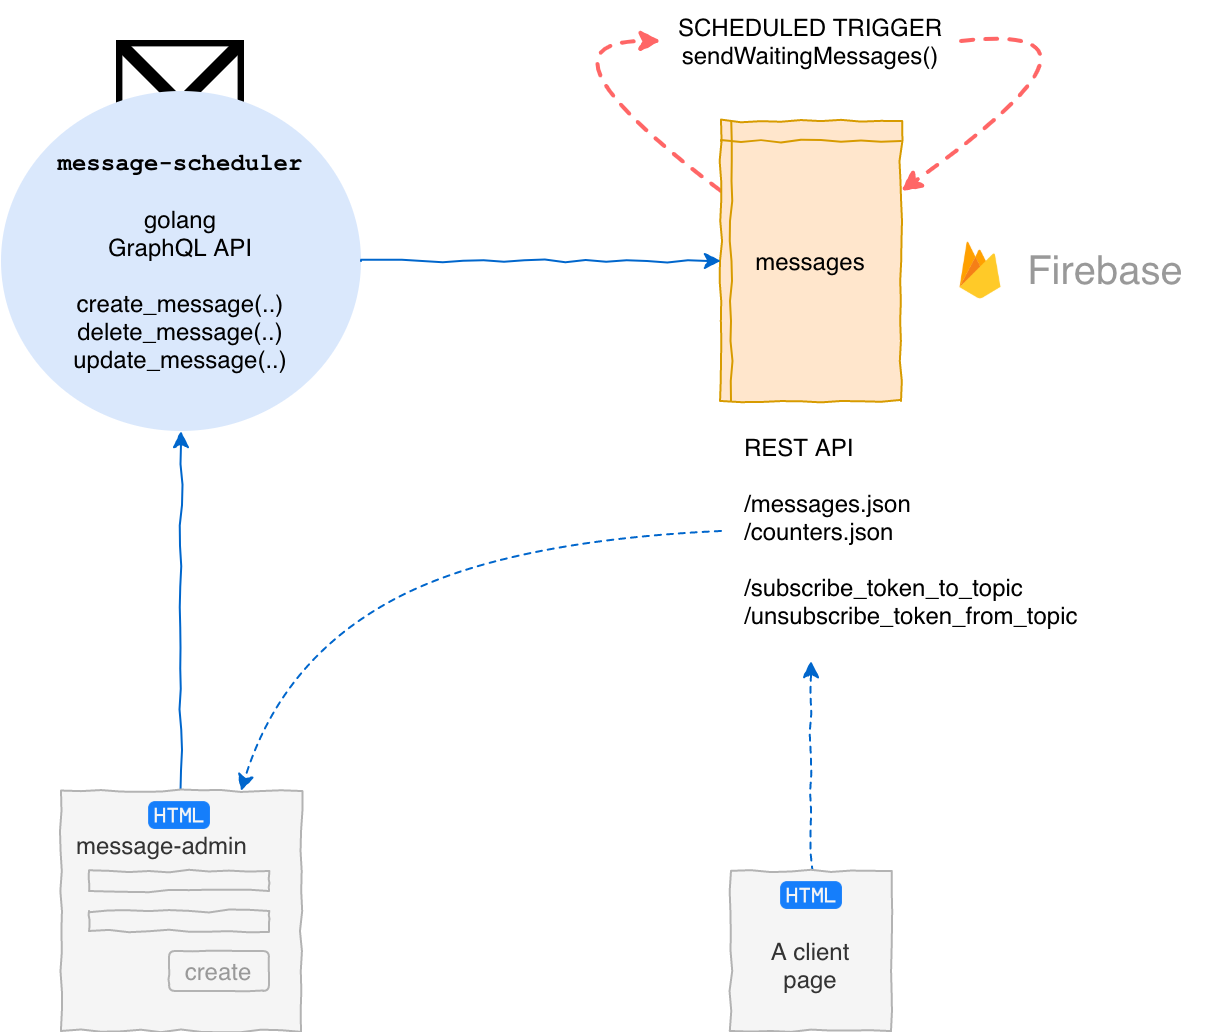 SCHEDULED TRIGGER
sendWaitingMessages()
message-scheduler
golang
GraphQL API
create_message(..)
delete_message(..)
update_message(..)
messages
Firebase
REST API
/messages.json
/counters.json
/subscribe_token_to_topic
/unsubscribe_token_from_topic
HTML
message-admin
create
HTML
A client
page